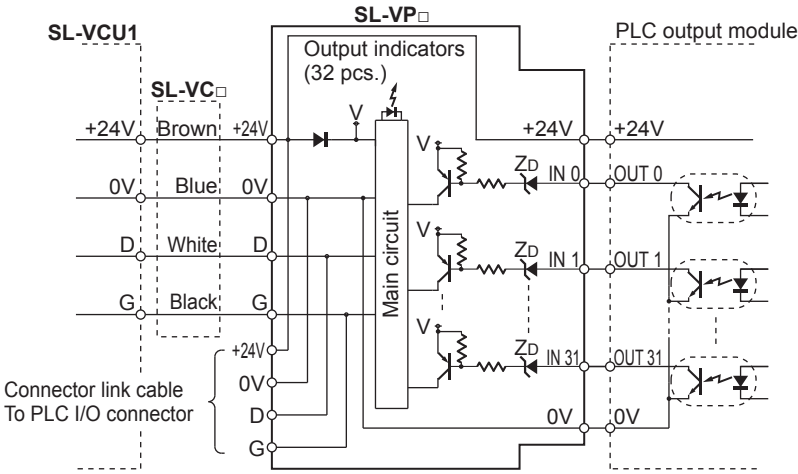 SL-VP□
SL-VCU1
PLC output module
Output indicators
(32 pcs.)
SL-VC□
V
+24V Brown +24V
+24V +24V
V
ZD IN 0 OUT 0
0V Blue 0V
V
ZD IN 1 OUT 1
D White D
Main circuit
G Black G
V
ZD IN 31 OUT 31
+24V
0V
Connector link cable
To PLC I/O connector
D
0V 0V
G